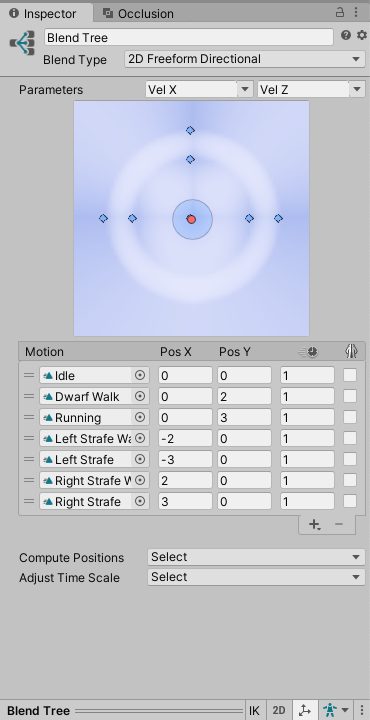 Inspector Occlusion
Blend Tree
Blend Type 2D Freeform Directional
Parameters Vel X Vel Z
Motion Pos X Pos Y
Idle 0 0 1
Dwarf Walk 0 2 1
Running 0 3 1
Left Strafe Wa -2 0 1
Left Strafe -3 0 1
Right Strafe W 2 0 1
Right Strafe 3 0 1
Compute Positions Select
Adjust Time Scale Select
Blend Tree IK 2D